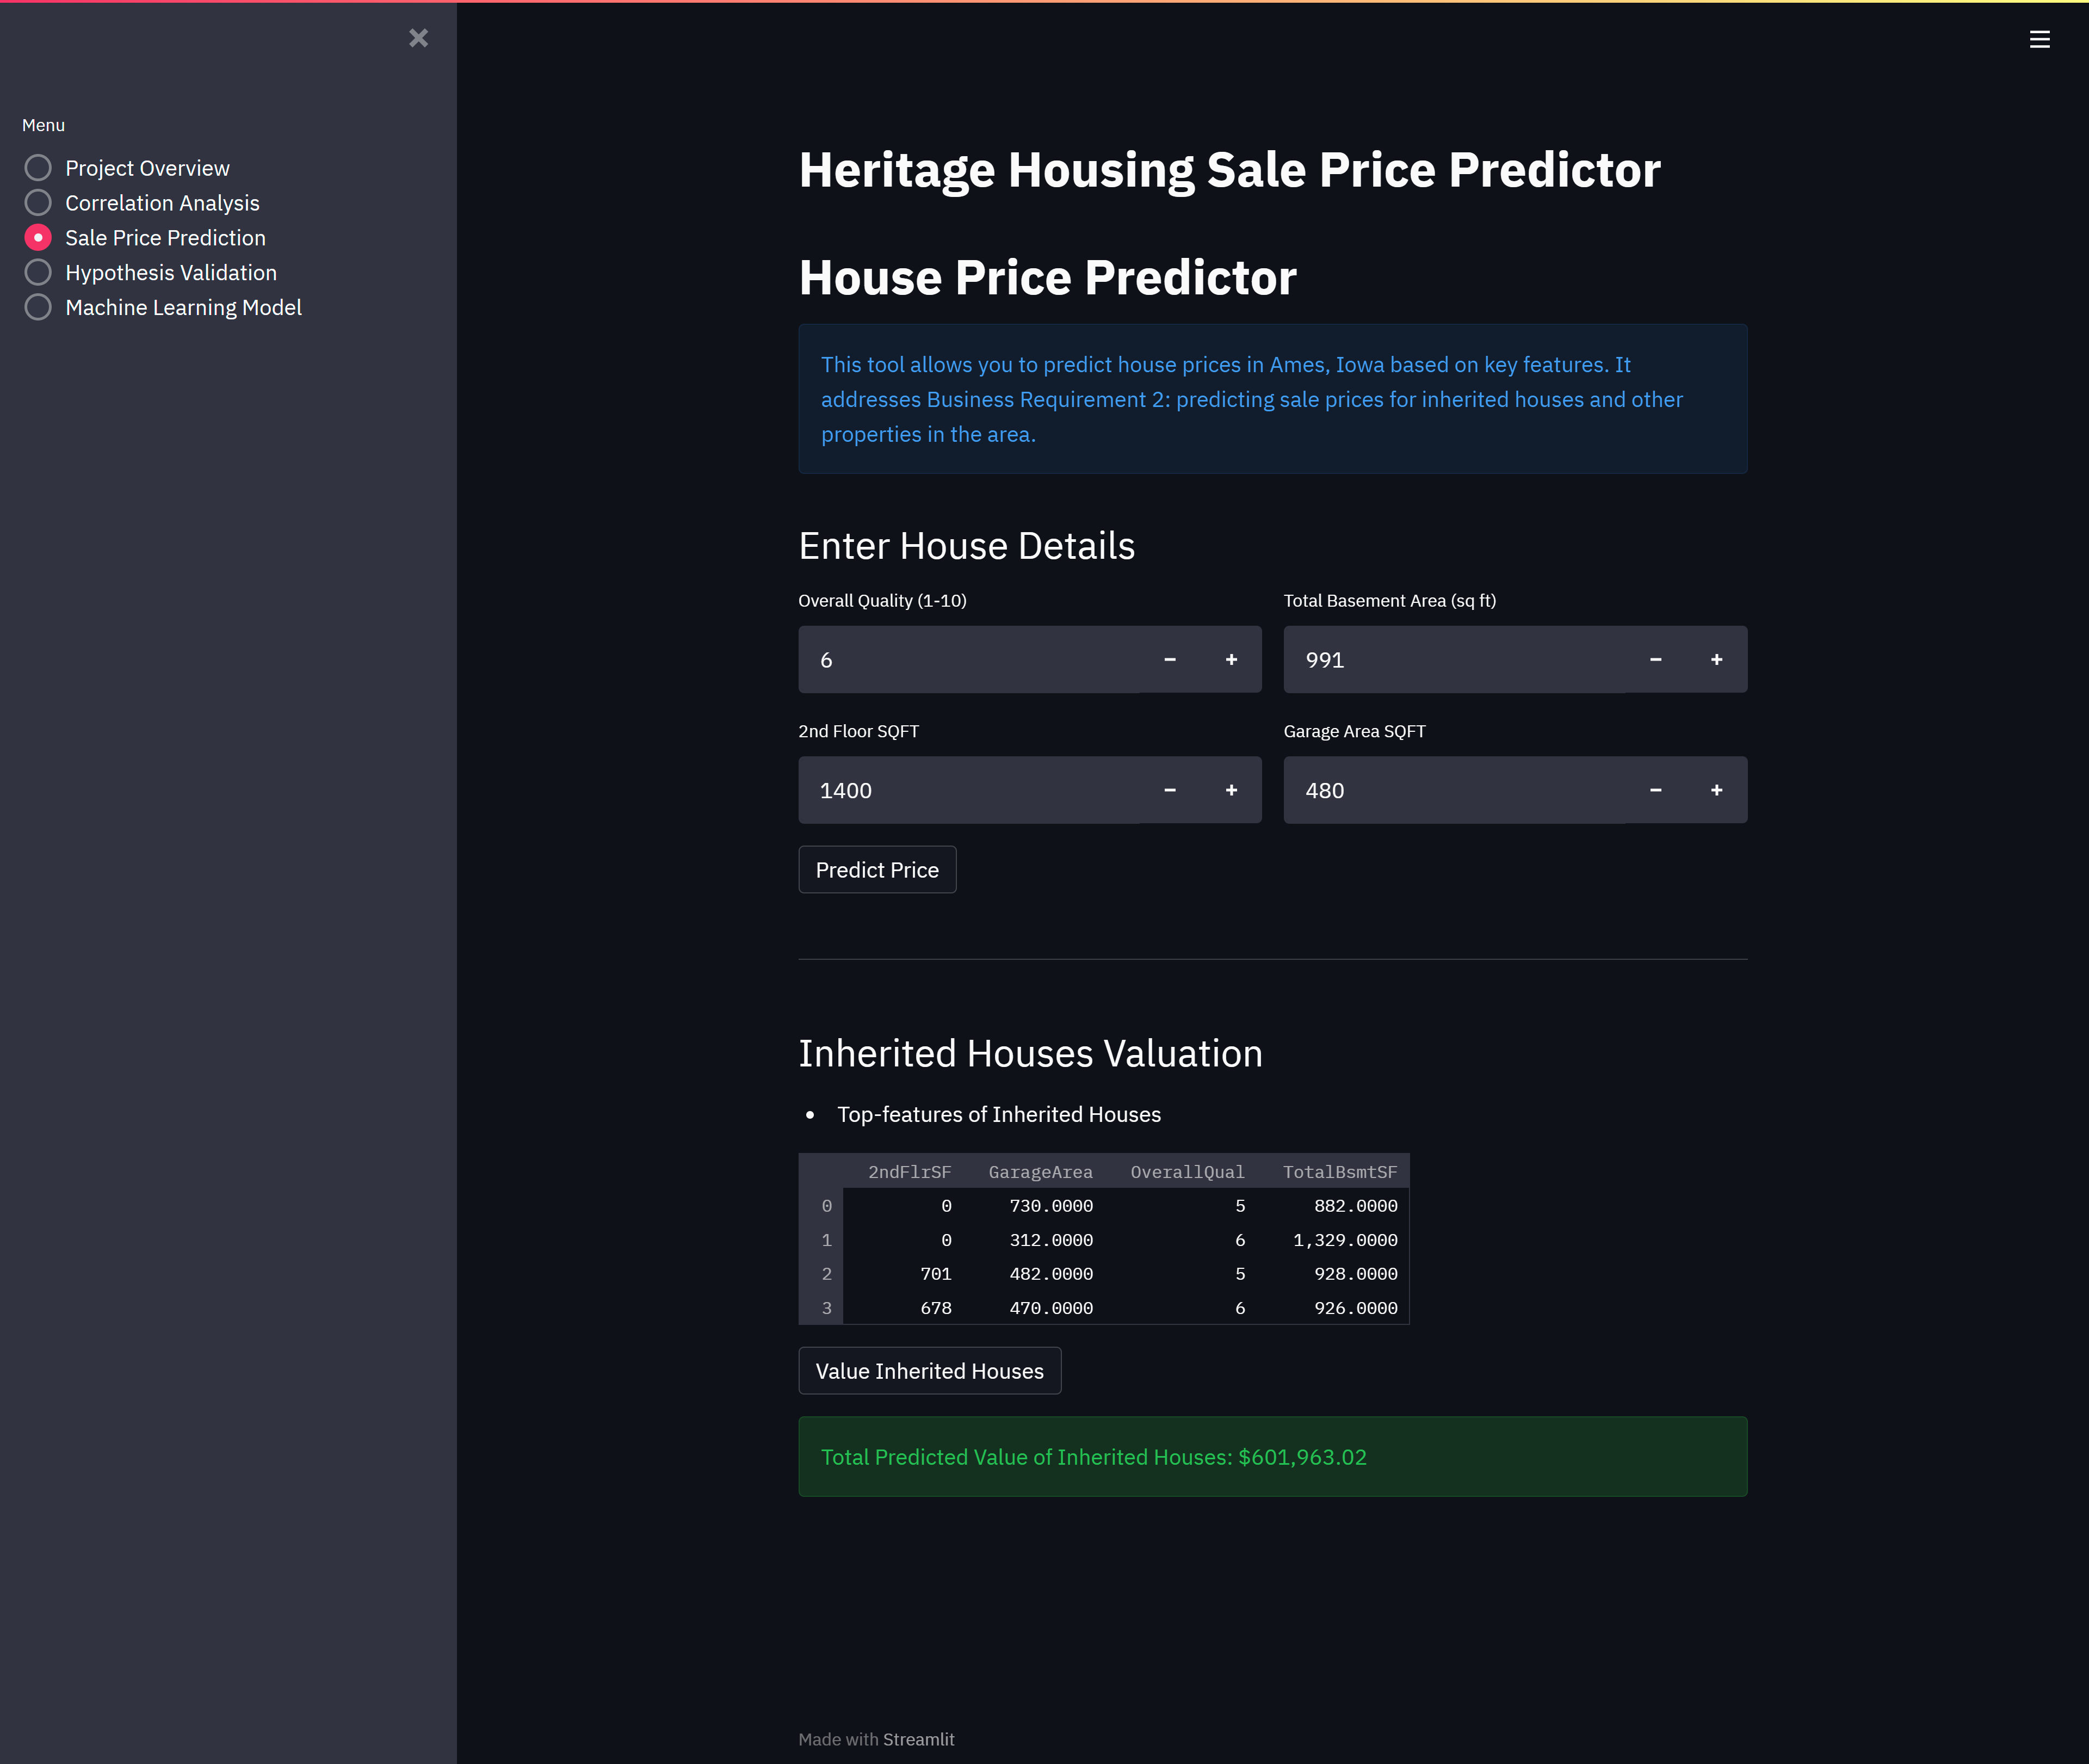 Menu
Project Overview
Correlation Analysis
Sale Price Prediction
Hypothesis Validation
Machine Learning Model
Heritage Housing Sale Price Predictor
House Price Predictor
This tool allows you to predict house prices in Ames, Iowa based on key features. It
addresses Business Requirement 2: predicting sale prices for inherited houses and other
properties in the area.
Enter House Details
Overall Quality (1-10) Total Basement Area (sq ft)
6 − + 991 − +
2nd Floor SQFT Garage Area SQFT
1400 − + 480 − +
Predict Price
Inherited Houses Valuation
• Top-features of Inherited Houses
2ndFlrSF GarageArea OverallQual TotalBsmtSF
0 0 730.0000 5 882.0000
1 0 312.0000 6 1,329.0000
2 701 482.0000 5 928.0000
3 678 470.0000 6 926.0000
Value Inherited Houses
Total Predicted Value of Inherited Houses: $601,963.02
Made with Streamlit